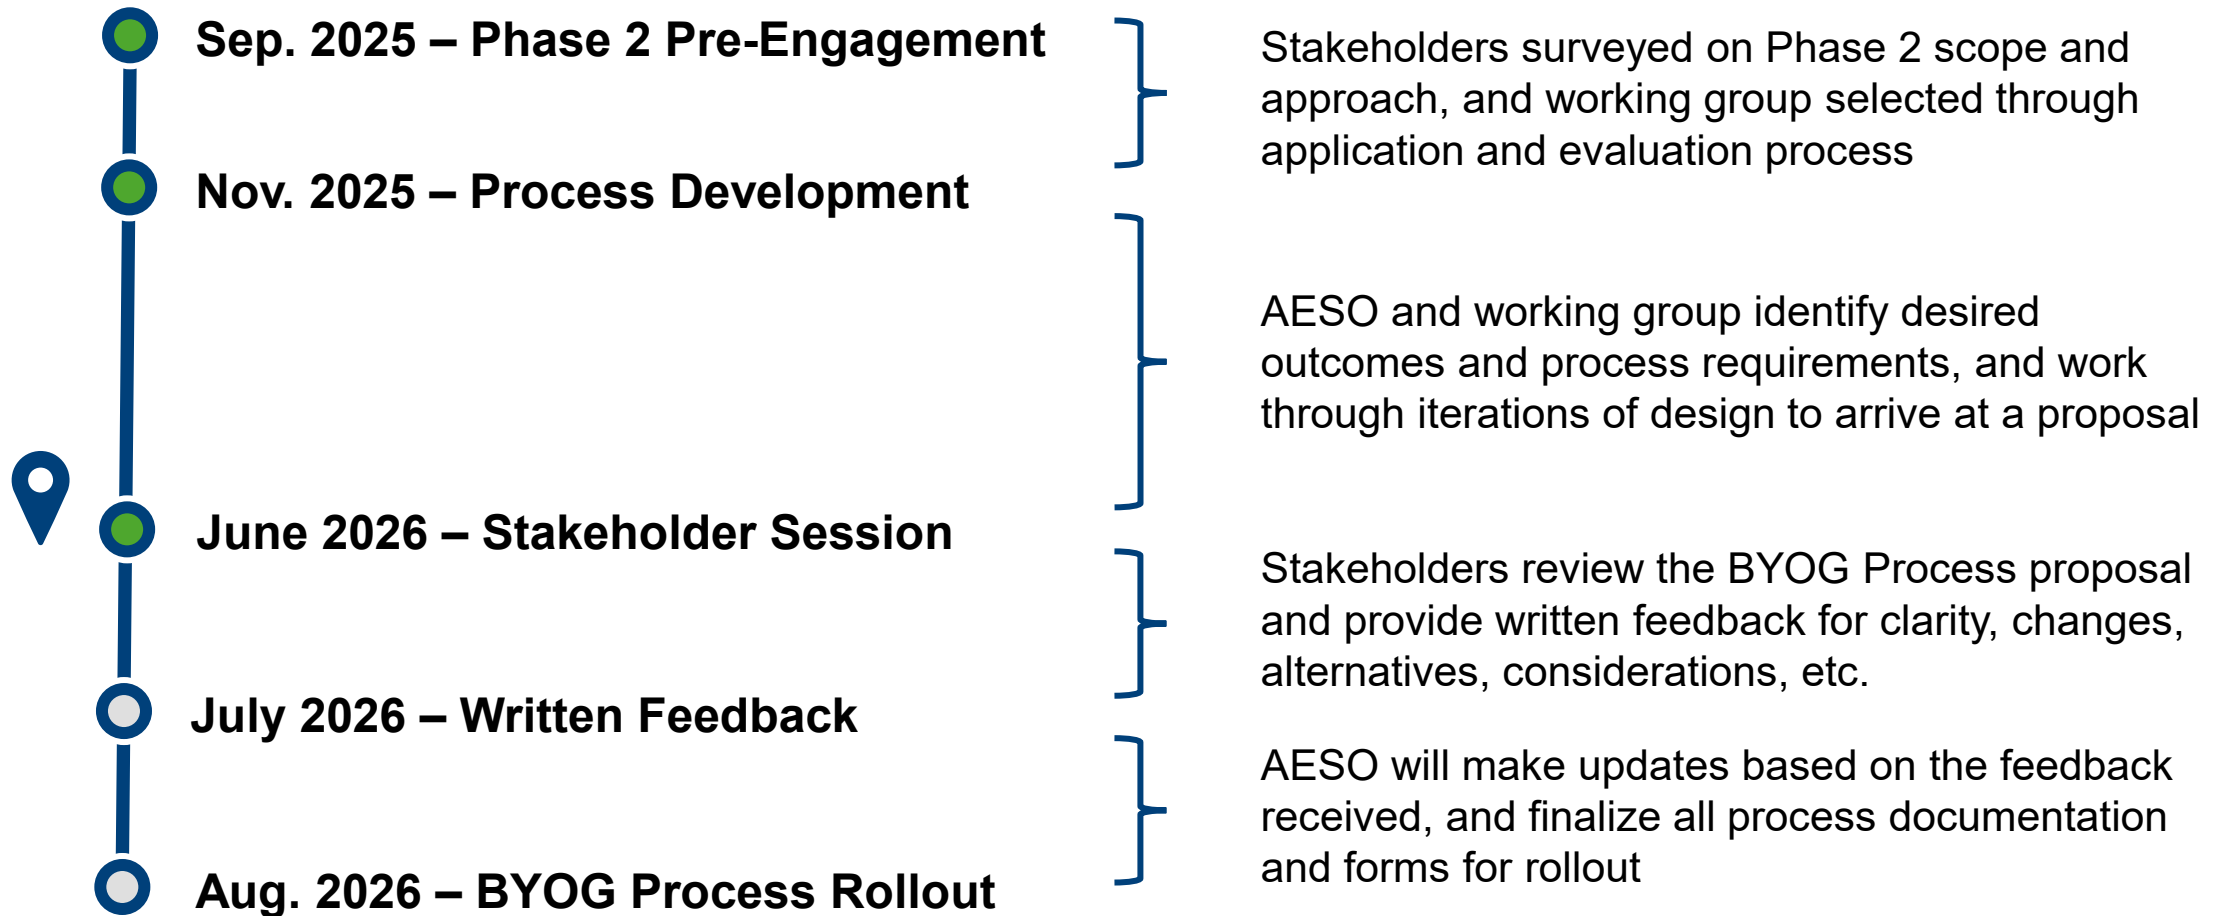 Sep. 2025 – Phase 2 Pre-Engagement
Stakeholders surveyed on Phase 2 scope and
approach, and working group selected through
application and evaluation process
Nov. 2025 – Process Development
AESO and working group identify desired
outcomes and process requirements, and work
through iterations of design to arrive at a proposal
June 2026 – Stakeholder Session
Stakeholders review the BYOG Process proposal
and provide written feedback for clarity, changes,
alternatives, considerations, etc.
July 2026 – Written Feedback
AESO will make updates based on the feedback
received, and finalize all process documentation
and forms for rollout
Aug. 2026 – BYOG Process Rollout